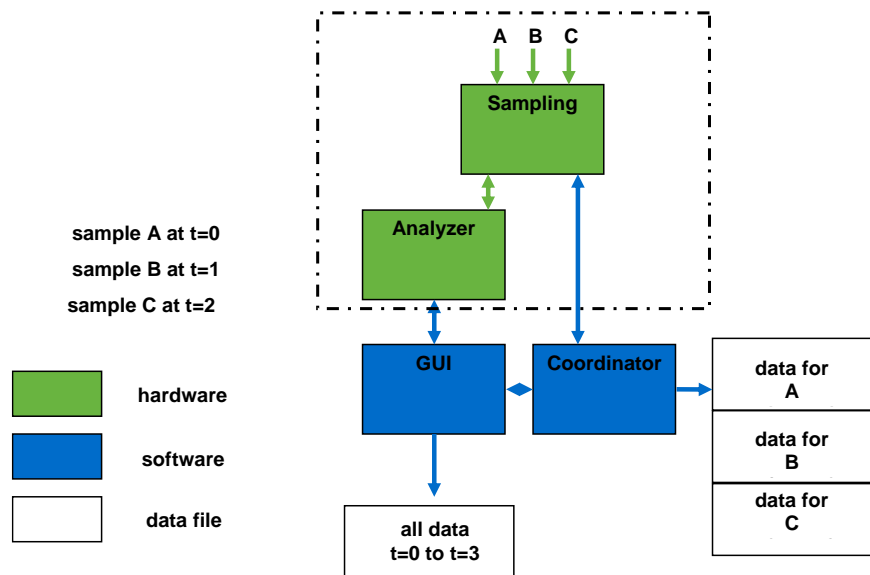 A B C
Sampling
Analyzer
sample A at t=0
sample B at t=1
sample C at t=2
GUI
Coordinator
data for
A
data for
B
data for
C
hardware
software
data file
all data
t=0 to t=3